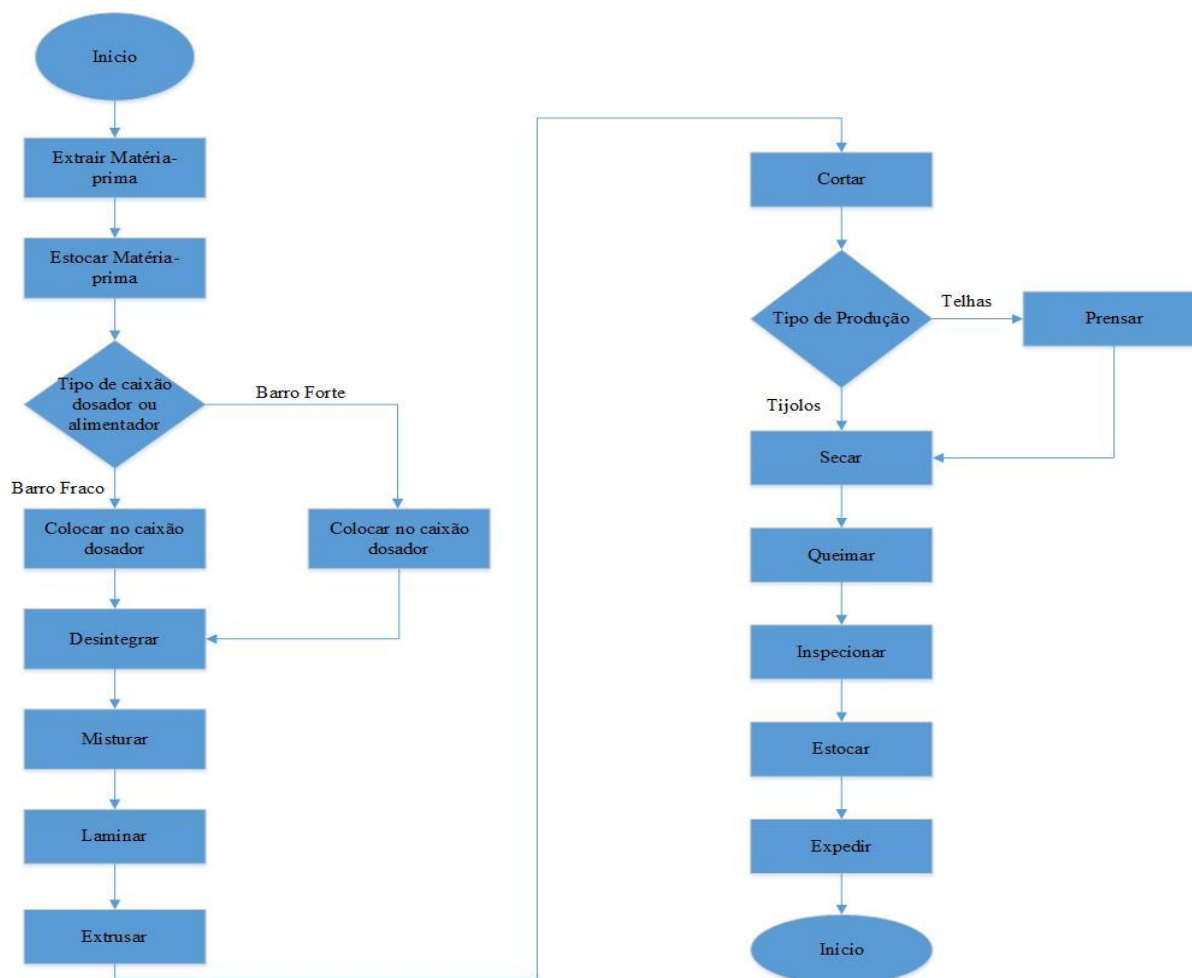 Inicio
Extrair Matéria-
prima
Estocar Matéria-
prima
Tipo de caixão
dosador ou
alimentador
Barro Forte
Barro Fraco
Colocar no caixão
dosador
Colocar no caixão
dosador
Desintegrar
Misturar
Laminar
Extrusar
Cortar
Tipo de Produção
Telhas
Prensar
Tijolos
Secar
Queimar
Inspecionar
Estocar
Expedir
Inicio